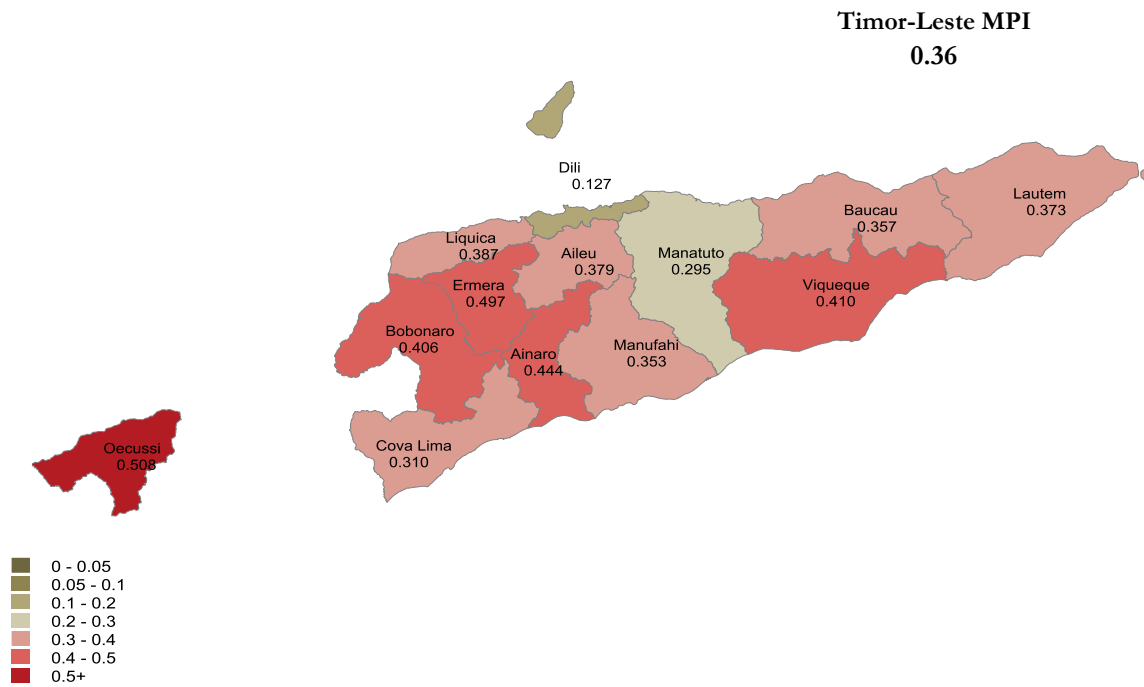 Timor-Leste MPI
0.36
Dili
0.127
Lautem
0.373
Baucau
0.357
Liquica
0.387
Aileu
0.379
Manatuto
0.295
Ermera
0.497
Viqueque
0.410
Bobonaro
0.406
Ainaro
0.444
Manufahi
0.353
Cova Lima
0.310
Oecussi
0.508
0 - 0.05
0.05 - 0.1
0.1 - 0.2
0.2 - 0.3
0.3 - 0.4
0.4 - 0.5
0.5+